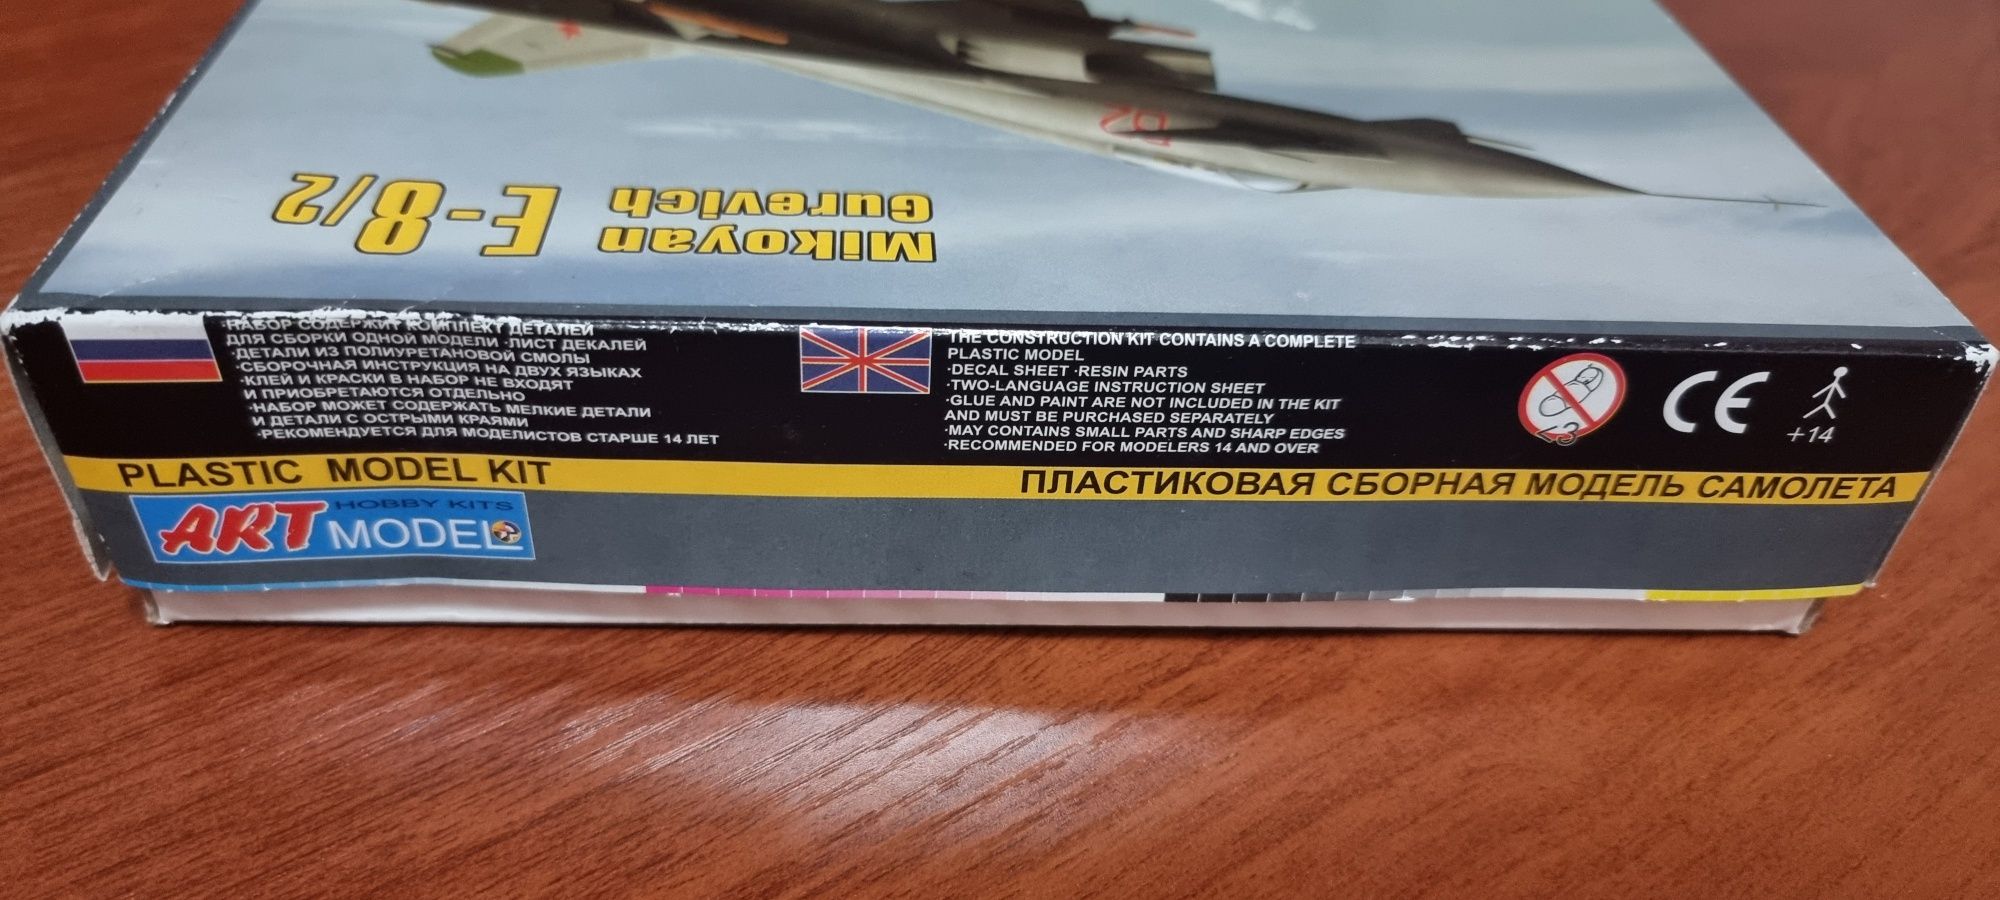 Mikoyan
Gurevich
E-8/2
НАБОР СОДЕРЖИТ КОМПЛЕКТ ДЕТАЛЕЙ
ДЛЯ СБОРКИ ОДНОЙ МОДЕЛИ ·ЛИСТ ДЕКАЛЕЙ
·ДЕТАЛИ ИЗ ПОЛИУРЕТАНОВОЙ СМОЛЫ
·СБОРОЧНАЯ ИНСТРУКЦИЯ НА ДВУХ ЯЗЫКАХ
·КЛЕЙ И КРАСКИ В НАБОР НЕ ВХОДЯТ
И ПРИОБРЕТАЮТСЯ ОТДЕЛЬНО
·НАБОР МОЖЕТ СОДЕРЖАТЬ МЕЛКИЕ ДЕТАЛИ
И ДЕТАЛИ С ОСТРЫМИ КРАЯМИ
·РЕКОМЕНДУЕТСЯ ДЛЯ МОДЕЛИСТОВ СТАРШЕ 14 ЛЕТ
THE CONSTRUCTION KIT CONTAINS A COMPLETE
PLASTIC MODEL
·DECAL SHEET ·RESIN PARTS
·TWO-LANGUAGE INSTRUCTION SHEET
·GLUE AND PAINT ARE NOT INCLUDED IN THE KIT
AND MUST BE PURCHASED SEPARATELY
·MAY CONTAINS SMALL PARTS AND SHARP EDGES
·RECOMMENDED FOR MODELERS 14 AND OVER
<3
CE
+14
PLASTIC MODEL KIT
ПЛАСТИКОВАЯ СБОРНАЯ МОДЕЛЬ САМОЛЕТА
HOBBY KITS
ART MODEL